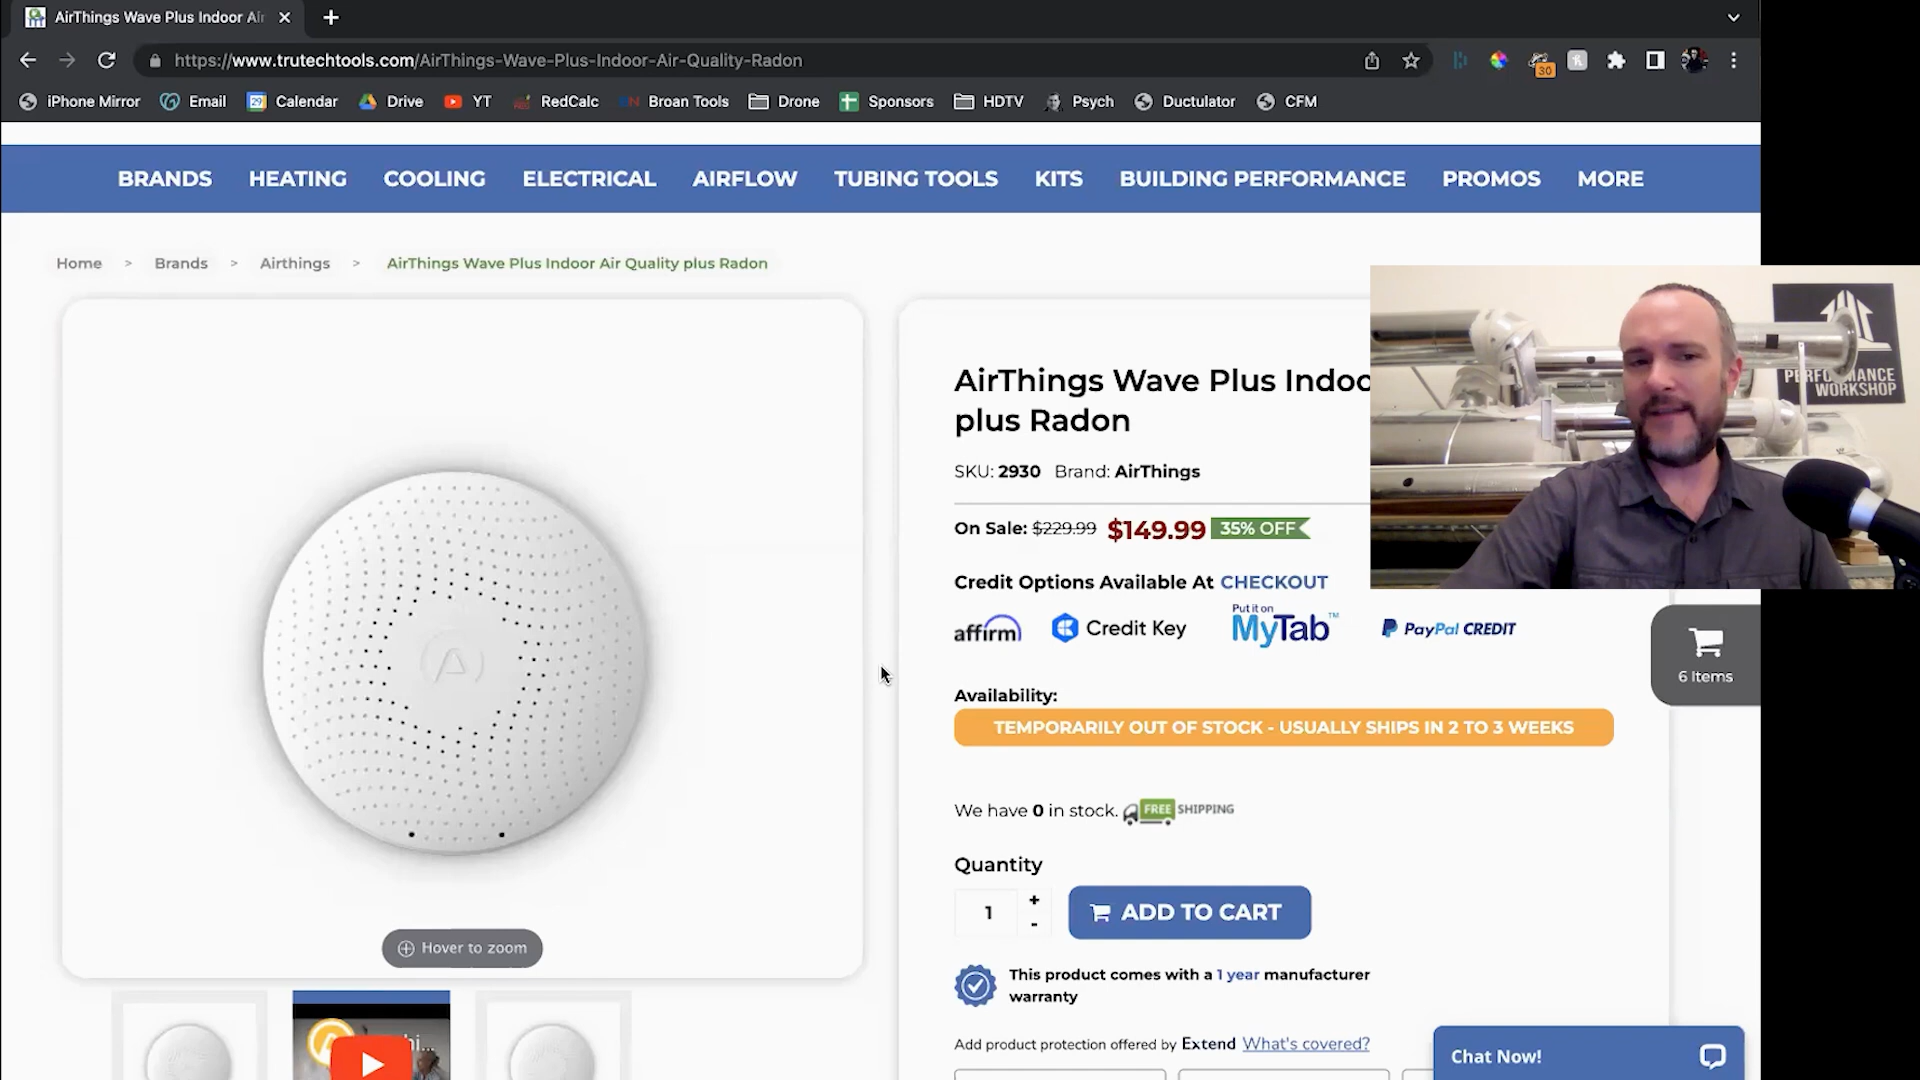 AirThings Wave Plus Indoor Air
https://www.trutechtools.com/AirThings-Wave-Plus-Indoor-Air-Quality-Radon
30
iPhone Mirror Email 29 Calendar Drive YT RedCalc BN Broan Tools Drone Sponsors HDTV Psych Ductulator CFM
BRANDS HEATING COOLING ELECTRICAL AIRFLOW TUBING TOOLS KITS BUILDING PERFORMANCE PROMOS MORE
Home > Brands > Airthings > AirThings Wave Plus Indoor Air Quality plus Radon
AirThings Wave Plus Indoo
plus Radon
SKU: 2930 Brand: AirThings
On Sale: $229.99 $149.99 35% OFF
Credit Options Available At CHECKOUT
affirm Credit Key Put it on MyTab™ PayPal CREDIT
Availability:
TEMPORARILY OUT OF STOCK - USUALLY SHIPS IN 2 TO 3 WEEKS
We have 0 in stock. FREE SHIPPING
Quantity
1 + -
ADD TO CART
This product comes with a 1 year manufacturer
warranty
Add product protection offered by Extend What's covered?
Hover to zoom
hi...
PERFORMANCE
WORKSHOP
6 Items
Chat Now!